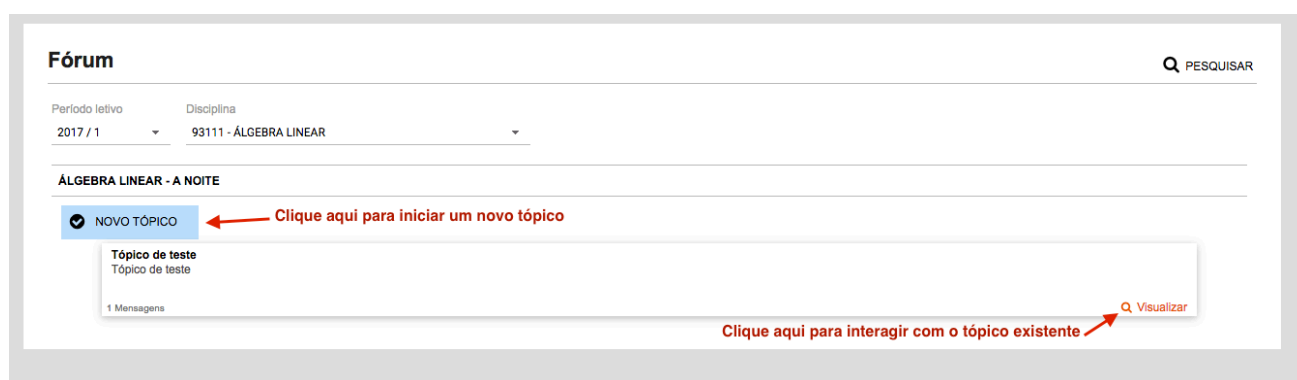 Fórum
PESQUISAR
Período letivo
Disciplina
2017 / 1
93111 - ÁLGEBRA LINEAR
ÁLGEBRA LINEAR - A NOITE
NOVO TÓPICO
Clique aqui para iniciar um novo tópico
Tópico de teste
Tópico de teste
1 Mensagens
Visualizar
Clique aqui para interagir com o tópico existente